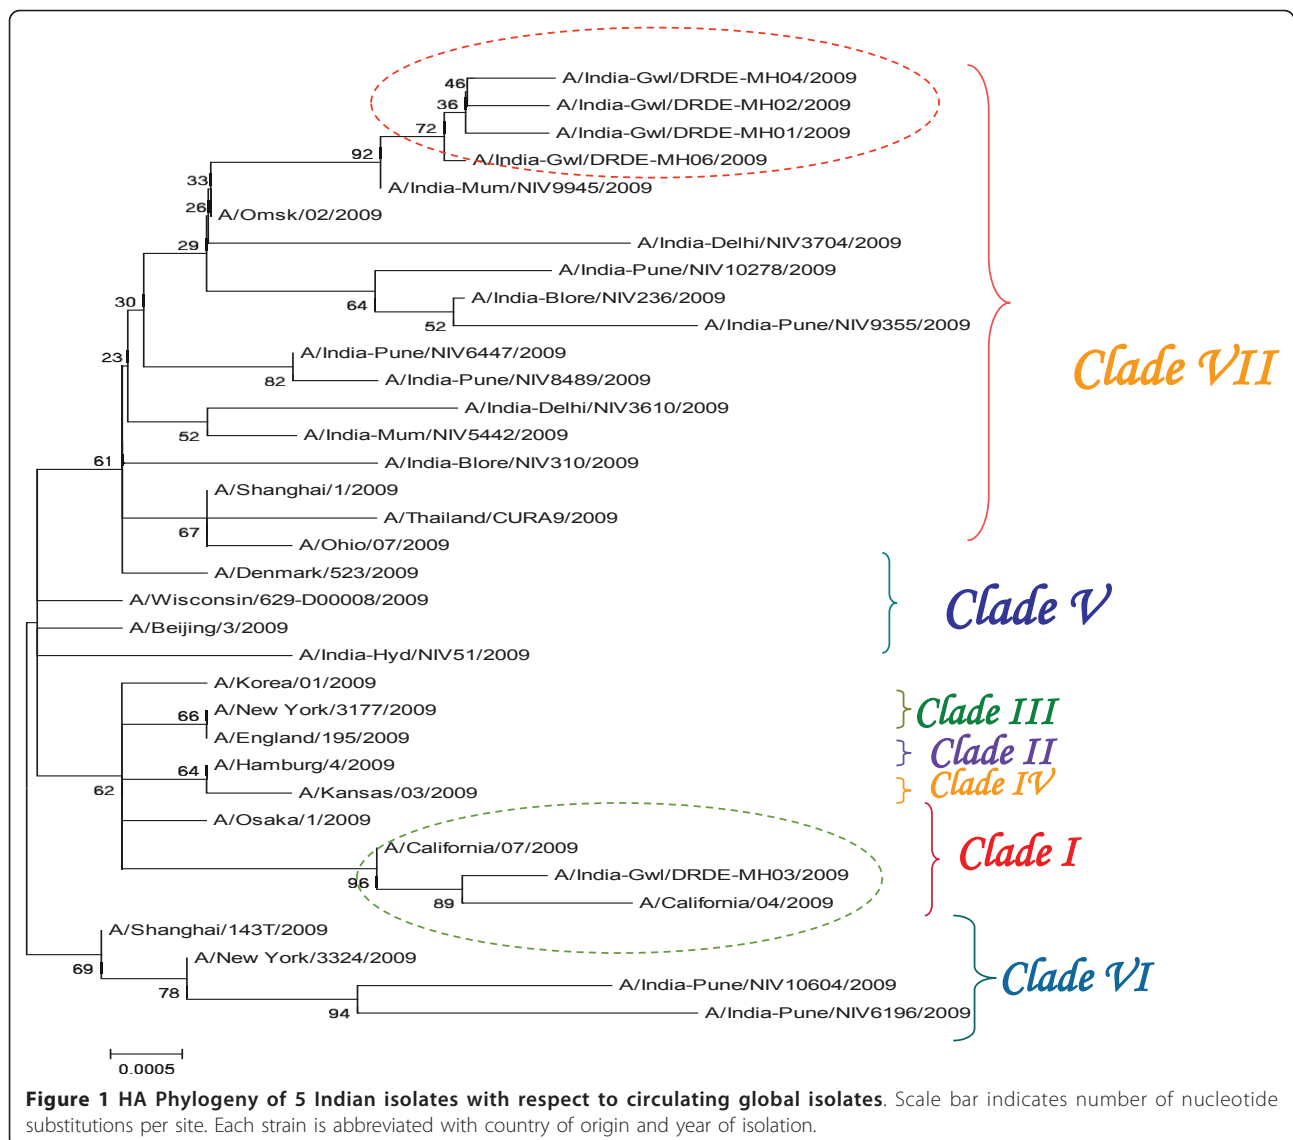 46
A/India-Gwl/DRDE-MH04/2009
36
A/India-Gwl/DRDE-MH02/2009
72
A/India-Gwl/DRDE-MH01/2009
92
A/India-Gwl/DRDE-MH06/2009
33
A/India-Mum/NIV9945/2009
26
A/Omsk/02/2009
29
A/India-Delhi/NIV3704/2009
A/India-Pune/NIV10278/2009
30
64
A/India-Blore/NIV236/2009
52
A/India-Pune/NIV9355/2009
23
A/India-Pune/NIV6447/2009
82
A/India-Pune/NIV8489/2009
Clade VII
A/India-Delhi/NIV3610/2009
52
A/India-Mum/NIV5442/2009
61
A/India-Blore/NIV310/2009
A/Shanghai/1/2009
A/Thailand/CURA9/2009
67
A/Ohio/07/2009
A/Denmark/523/2009
A/Wisconsin/629-D00008/2009
Clade V
A/Beijing/3/2009
A/India-Hyd/NIV51/2009
A/Korea/01/2009
66
A/New York/3177/2009
Clade III
A/England/195/2009
Clade II
64
A/Hamburg/4/2009
62
A/Kansas/03/2009
Clade IV
A/Osaka/1/2009
A/California/07/2009
Clade I
96
A/India-Gwl/DRDE-MH03/2009
89
A/California/04/2009
A/Shanghai/143T/2009
69
A/New York/3324/2009
Clade VI
78
A/India-Pune/NIV10604/2009
94
A/India-Pune/NIV6196/2009
0.0005
Figure 1 HA Phylogeny of 5 Indian isolates with respect to circulating global isolates. Scale bar indicates number of nucleotide
substitutions per site. Each strain is abbreviated with country of origin and year of isolation.